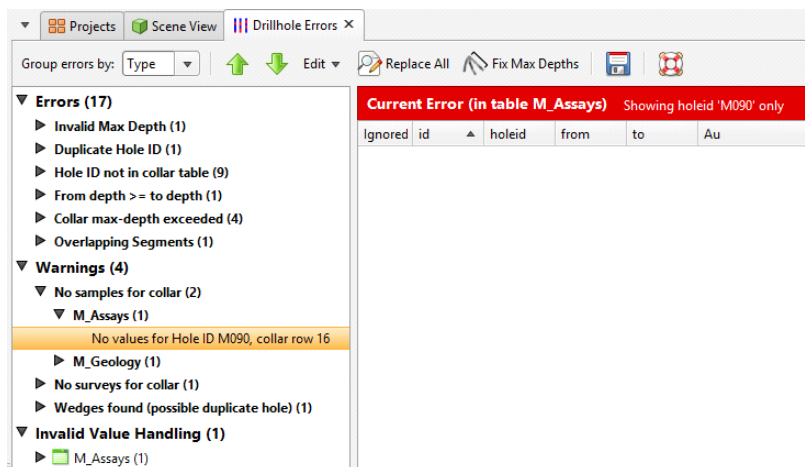 Projects Scene View Drillhole Errors
Group errors by: Type Edit Replace All Fix Max Depths
Errors (17)
Invalid Max Depth (1)
Duplicate Hole ID (1)
Hole ID not in collar table (9)
From depth >= to depth (1)
Collar max-depth exceeded (4)
Overlapping Segments (1)
Warnings (4)
No samples for collar (2)
M_Assays (1)
No values for Hole ID M090, collar row 16
M_Geology (1)
No surveys for collar (1)
Wedges found (possible duplicate hole) (1)
Invalid Value Handling (1)
M_Assays (1)
Current Error (in table M_Assays) Showing holeid 'M090' only
Ignored id holeid from to Au